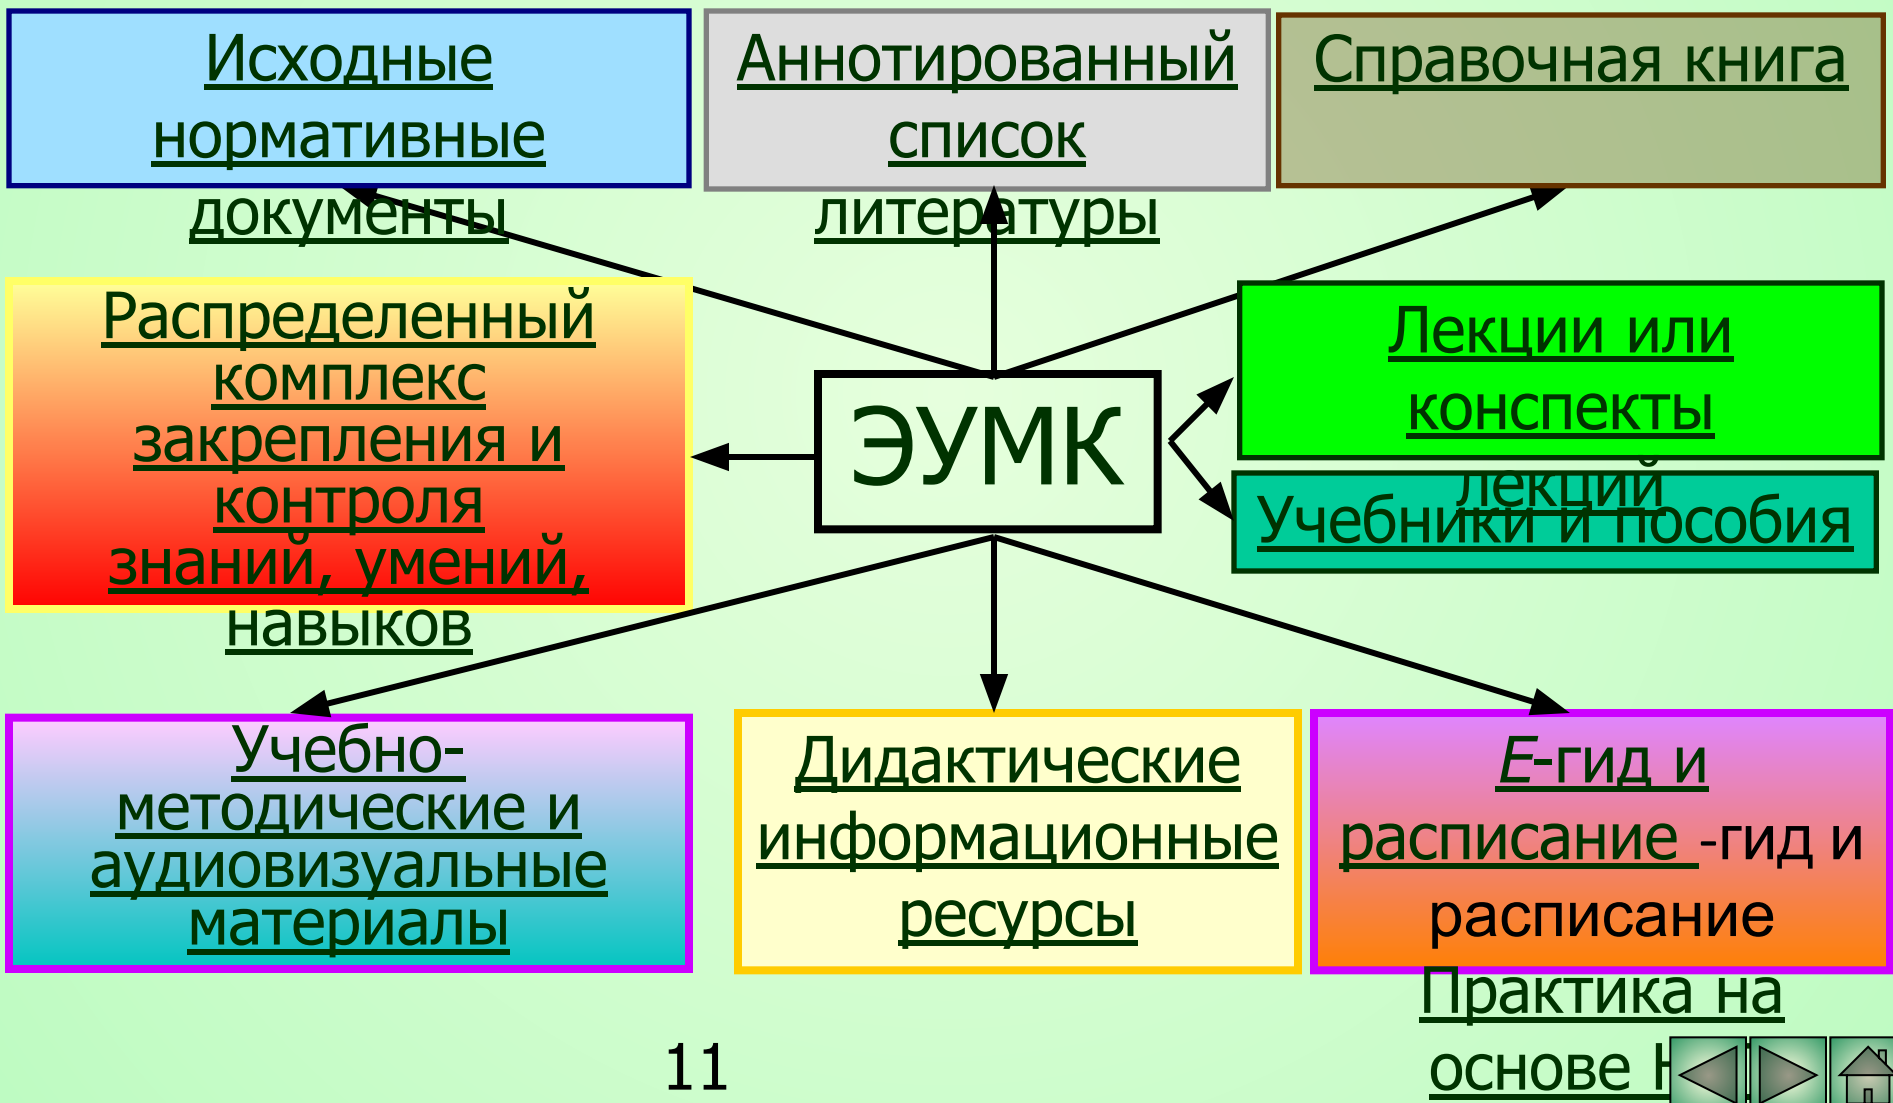 Исходные
нормативные
документы
Аннотированный
список
литературы
Справочная книга
Распределенный
комплекс
закрепления и
контроля
знаний, умений,
навыков
ЭУМК
Лекции или
конспекты
лекций
Учебники и пособия
Учебно-
методические и
аудиовизуальные
материалы
Дидактические
информационные
ресурсы
Е-гид и
расписание -гид и
расписание
Практика на
основе
11